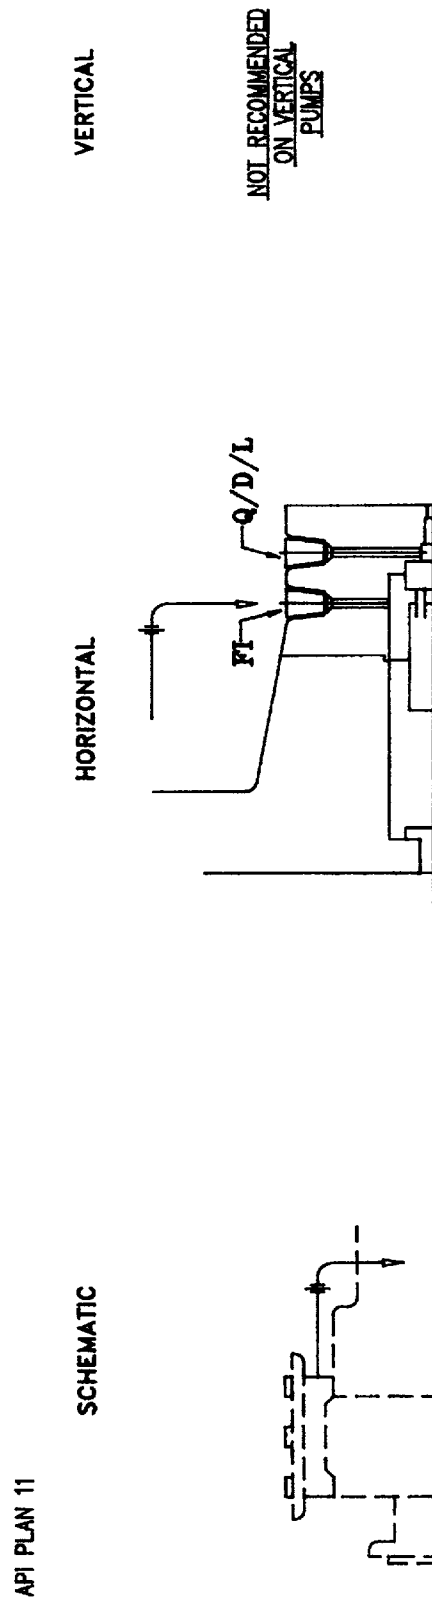 API PLAN 11
SCHEMATIC
HORIZONTAL
VERTICAL
FI
Q/D/L
NOT RECOMMENDED
ON VERTICAL
PUMPS